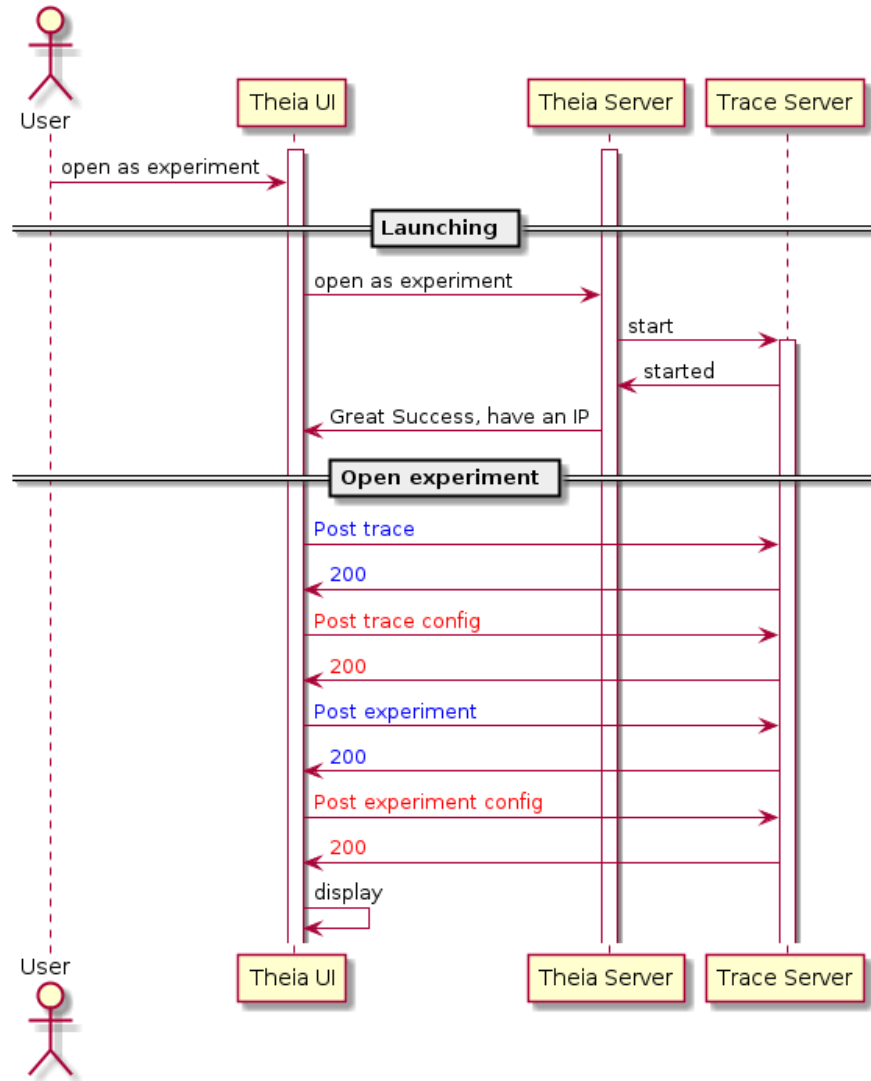 User
Theia UI
Theia Server
Trace Server
open as experiment
Launching
open as experiment
start
started
Great Success, have an IP
Open experiment
Post trace
200
Post trace config
200
Post experiment
200
Post experiment config
200
display
User
Theia UI
Theia Server
Trace Server